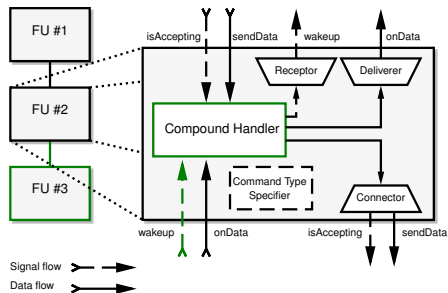 FU #1
FU #2
FU #3
isAccepting
sendData
wakeup
onData
Receptor
Deliverer
Compound Handler
Command Type
Specifier
Connector
wakeup
onData
isAccepting
sendData
Signal flow
Data flow